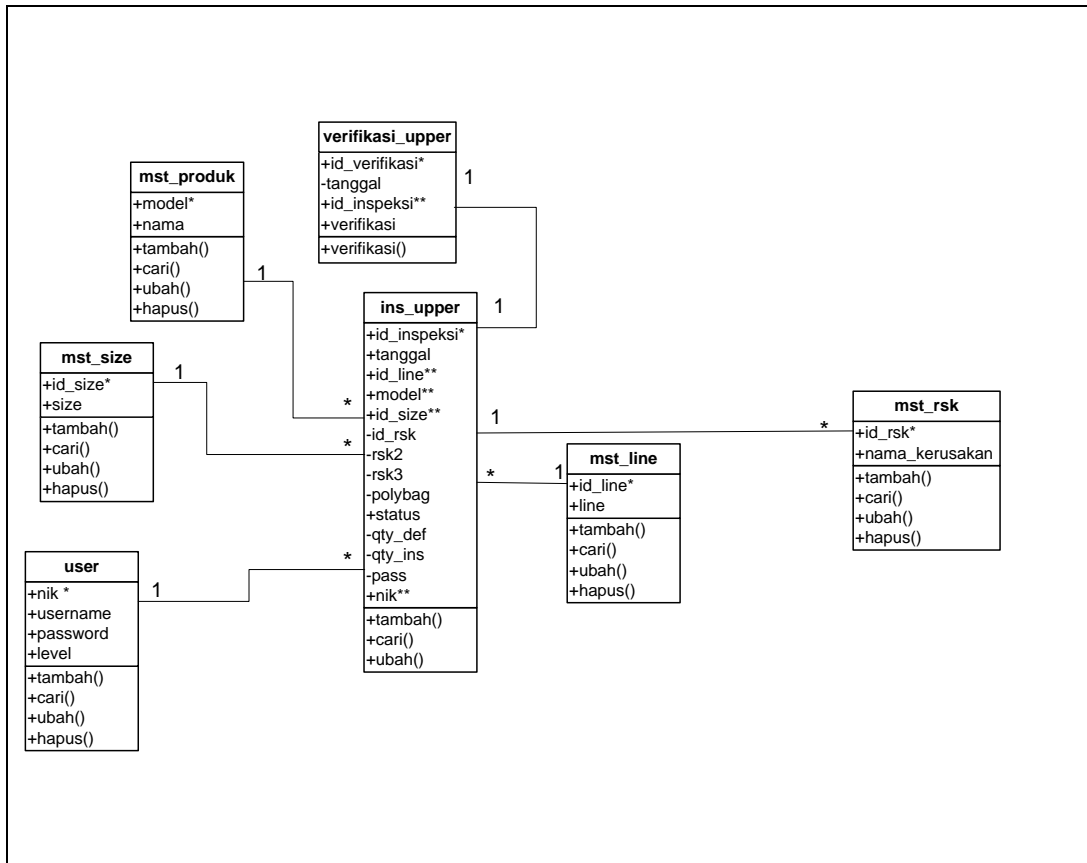 verifikasi_upper
+id_verifikasi*
-tanggal
+id_inspeksi**
+verifikasi
+verifikasi()
1
mst_produk
+model*
+nama
+tambah()
+cari()
+ubah()
+hapus()
1
ins_upper
+id_inspeksi*
+tanggal
+id_line**
+model**
+id_size**
-id_rsk
-rsk2
-rsk3
-polybag
+status
-qty_def
-qty_ins
-pass
+nik**
+tambah()
+cari()
+ubah()
1
mst_size
+id_size*
+size
+tambah()
+cari()
+ubah()
+hapus()
1
*
*
1
*
*
1
mst_rsk
+id_rsk*
+nama_kerusakan
+tambah()
+cari()
+ubah()
+hapus()
*
mst_line
+id_line*
+line
+tambah()
+cari()
+ubah()
+hapus()
1
user
+nik *
+username
+password
+level
+tambah()
+cari()
+ubah()
+hapus()